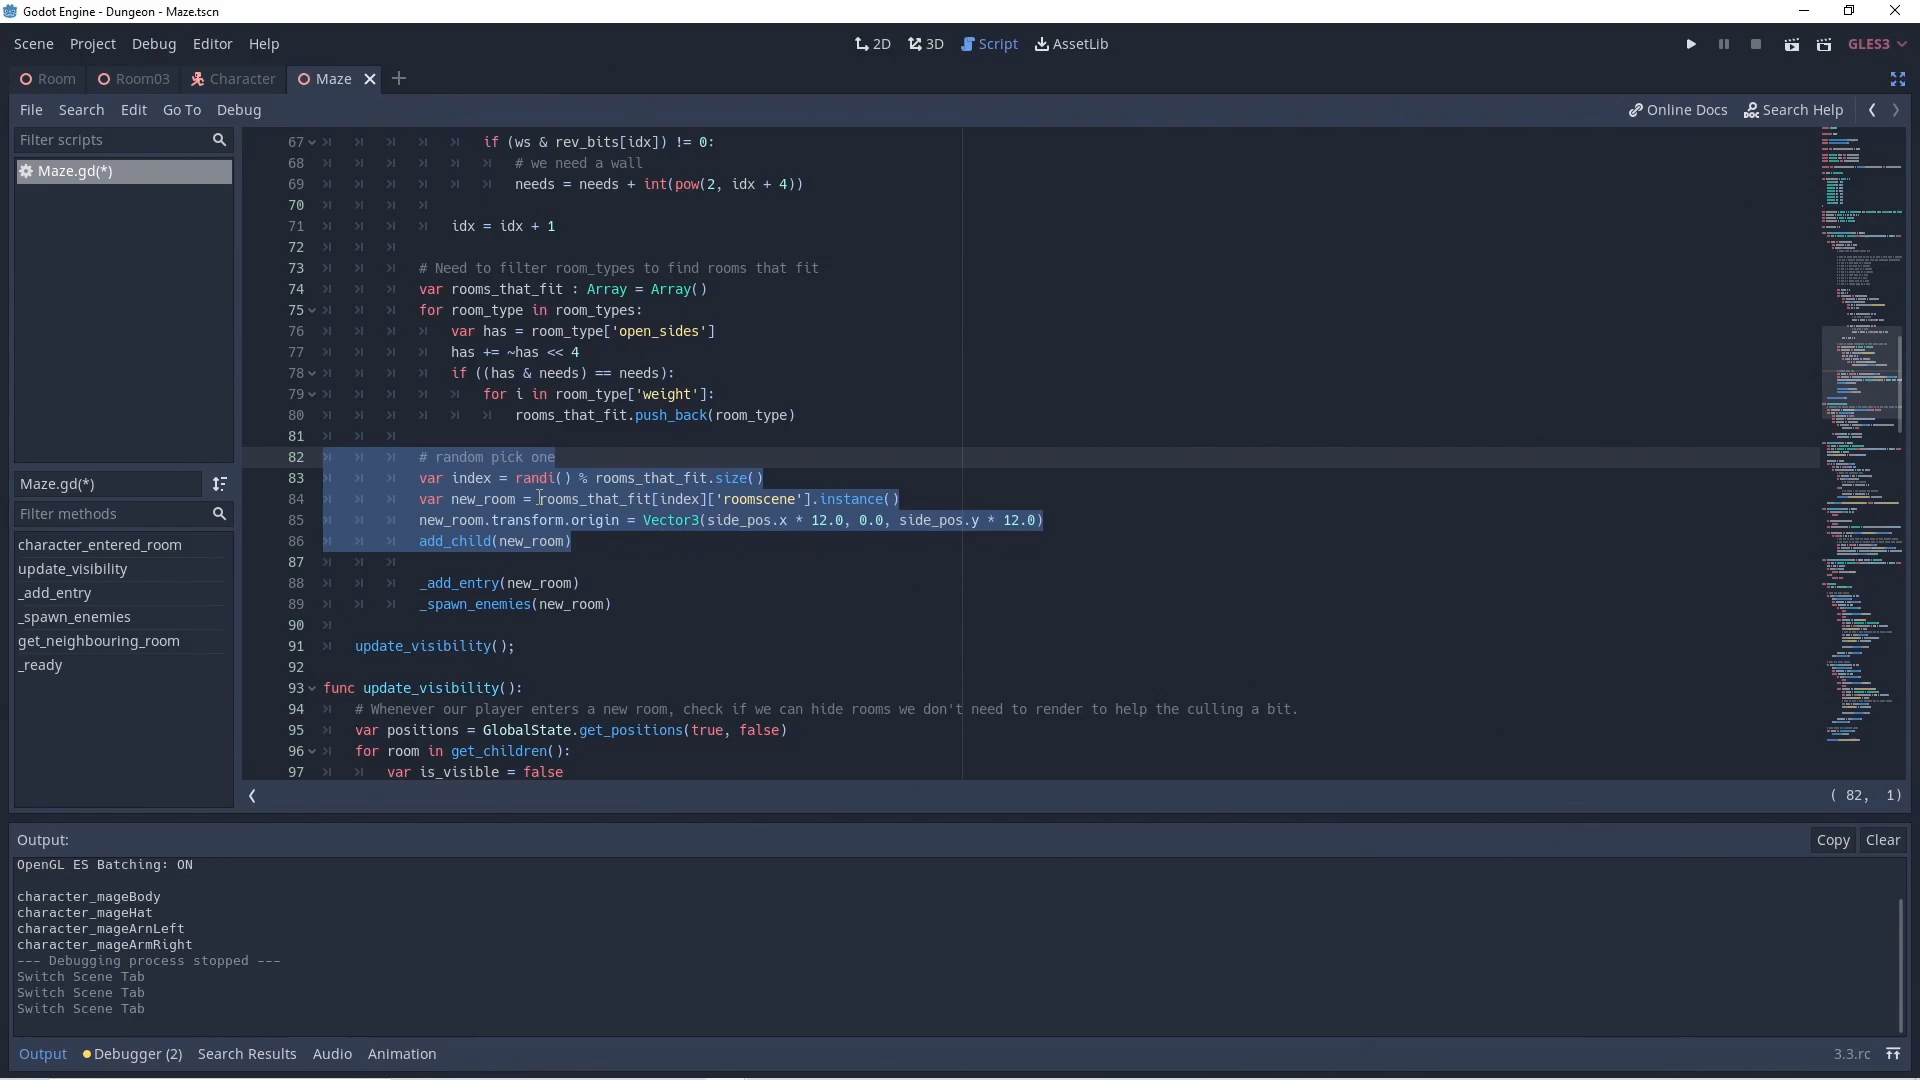 Godot Engine - Dungeon - Maze.tscn
Scene Project Debug Editor Help
2D 3D Script AssetLib
GLES3
Room Room03 Character Maze
File Search Edit Go To Debug
Online Docs Search Help
Filter scripts
Maze.gd(*)
Maze.gd(*)
Filter methods
character_entered_room
update_visibility
_add_entry
_spawn_enemies
get_neighbouring_room
_ready
67 if (ws & rev_bits[idx]) != 0:
68 # we need a wall
69 needs = needs + int(pow(2, idx + 4))
70
71 idx = idx + 1
72
73 # Need to filter room_types to find rooms that fit
74 var rooms_that_fit : Array = Array()
75 for room_type in room_types:
76 var has = room_type['open_sides']
77 has += ~has << 4
78 if ((has & needs) == needs):
79 for i in room_type['weight']:
80 rooms_that_fit.push_back(room_type)
81
82 # random pick one
83 var index = randi() % rooms_that_fit.size()
84 var new_room = rooms_that_fit[index]['roomscene'].instance()
85 new_room.transform.origin = Vector3(side_pos.x * 12.0, 0.0, side_pos.y * 12.0)
86 add_child(new_room)
87
88 _add_entry(new_room)
89 _spawn_enemies(new_room)
90
91 update_visibility();
92
93 func update_visibility():
94 # Whenever our player enters a new room, check if we can hide rooms we don't need to render to help the culling a bit.
95 var positions = GlobalState.get_positions(true, false)
96 for room in get_children():
97 var is_visible = false
( 82, 1)
Output:
Copy Clear
OpenGL ES Batching: ON
character_mageBody
character_mageHat
character_mageArnLeft
character_mageArmRight
--- Debugging process stopped ---
Switch Scene Tab
Switch Scene Tab
Switch Scene Tab
Output Debugger (2) Search Results Audio Animation
3.3.rc